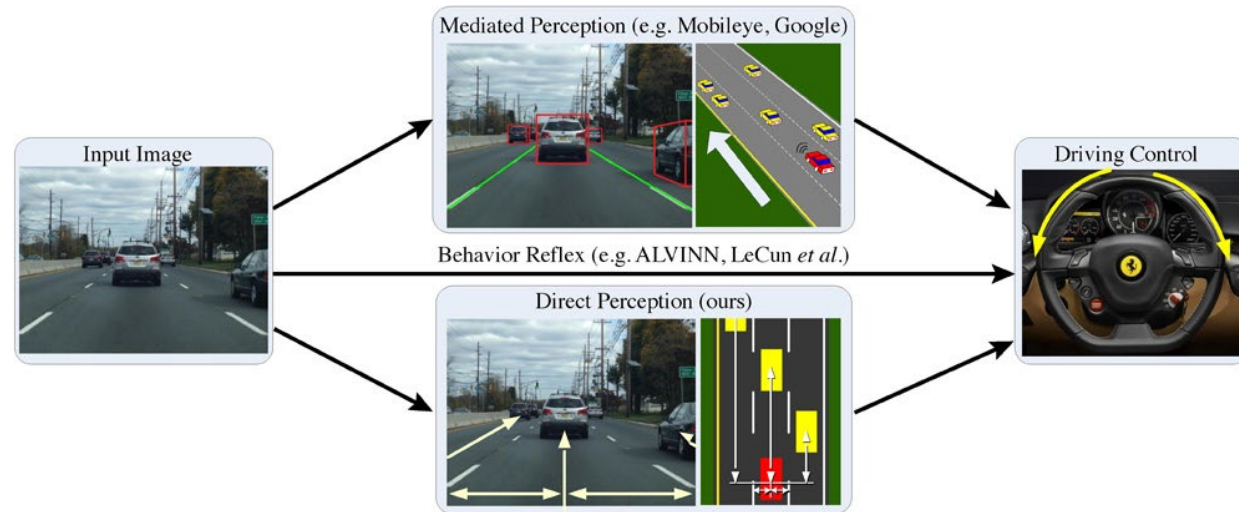 Mediated Perception (e.g. Mobileye, Google)
Input Image
Driving Control
Behavior Reflex (e.g. ALVINN, LeCun et al.)
Direct Perception (ours)